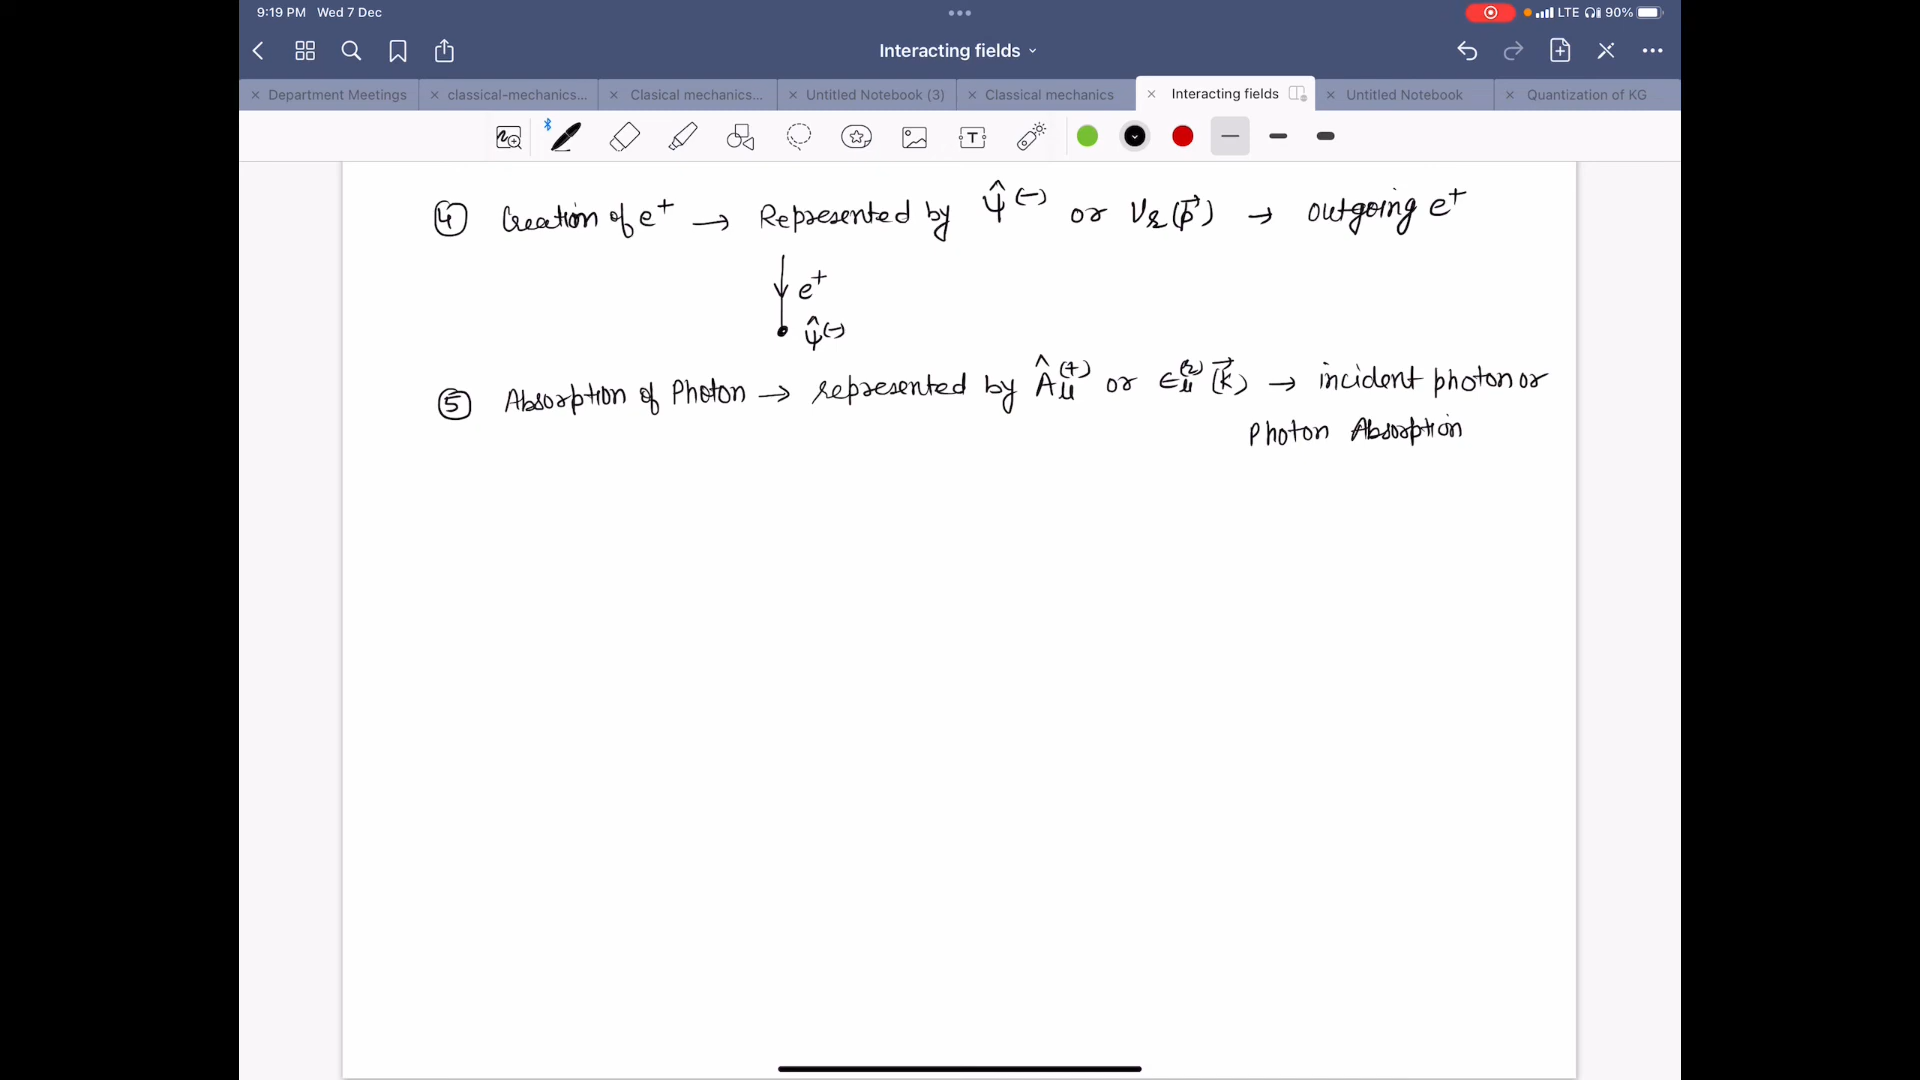 9:19 PM Wed 7 Dec
LTE 90%
Interacting fields
Department Meetings
classical-mechanics...
Clasical mechanics...
Untitled Notebook (3)
Classical mechanics
Interacting fields
Untitled Notebook
Quantization of KG
④ Creation of e⁺ → Represented by ψ̂⁽⁻⁾ or Vᵣ(p⃗) → outgoing e⁺
e⁺
ψ̂⁽⁻⁾
⑤ Absorption of Photon → represented by Â_μ⁽⁺⁾ or ∈_μ⁽ʳ⁾(k⃗) → incident photon or
Photon Absorption